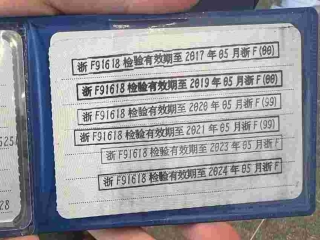 浙 F91618 检验有效期至 2017 年 05 月浙 F(00)
浙 F91618 检验有效期至 2019 年 05 月浙 F(00)
浙 F91618 检验有效期至 2020 年 05 月浙 F(99)
浙 F91618 检验有效期至 2021 年 05 月浙 F(99)
浙 F91618 检验有效期至 2023 年 05 月浙 F
浙 F91618 检验有效期至 2024 年 05 月浙 F